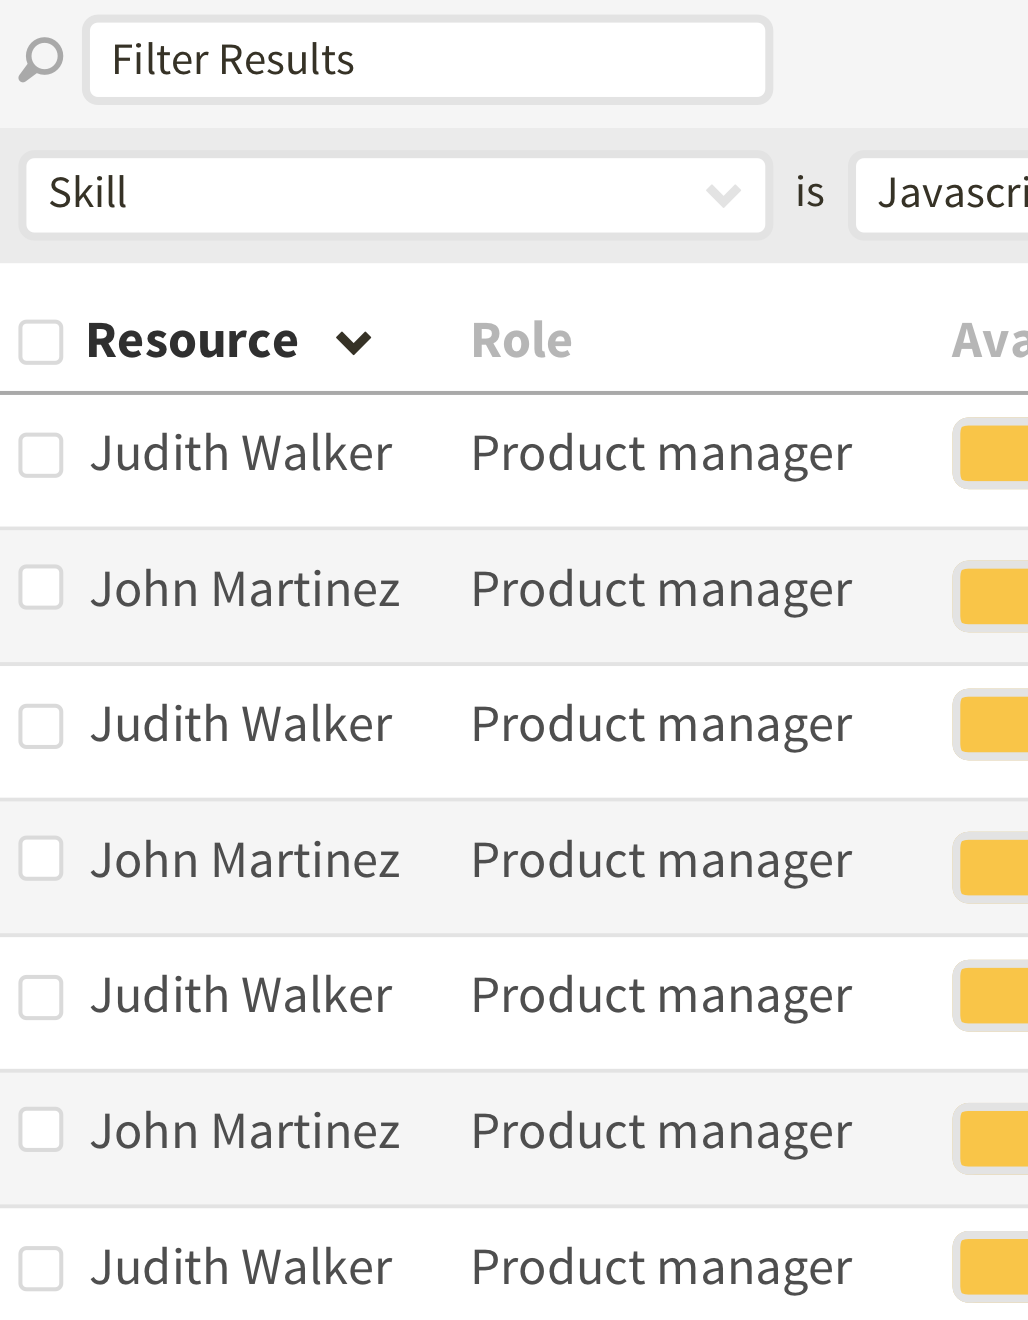 Filter Results
Skill is Javascri
Resource Role Ava
Judith Walker Product manager
John Martinez Product manager
Judith Walker Product manager
John Martinez Product manager
Judith Walker Product manager
John Martinez Product manager
Judith Walker Product manager